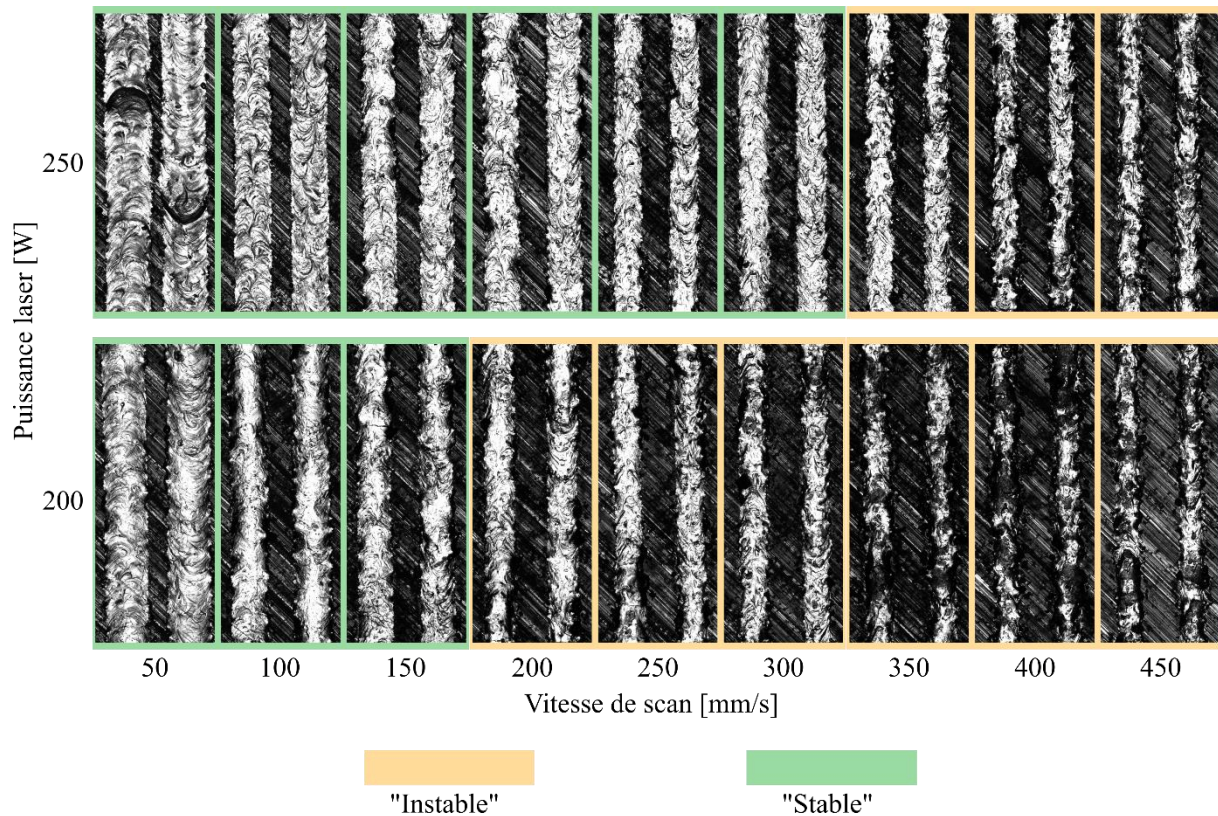 Puissance laser [W]
250
200
50 100 150 200 250 300 350 400 450
Vitesse de scan [mm/s]
"Instable" "Stable"